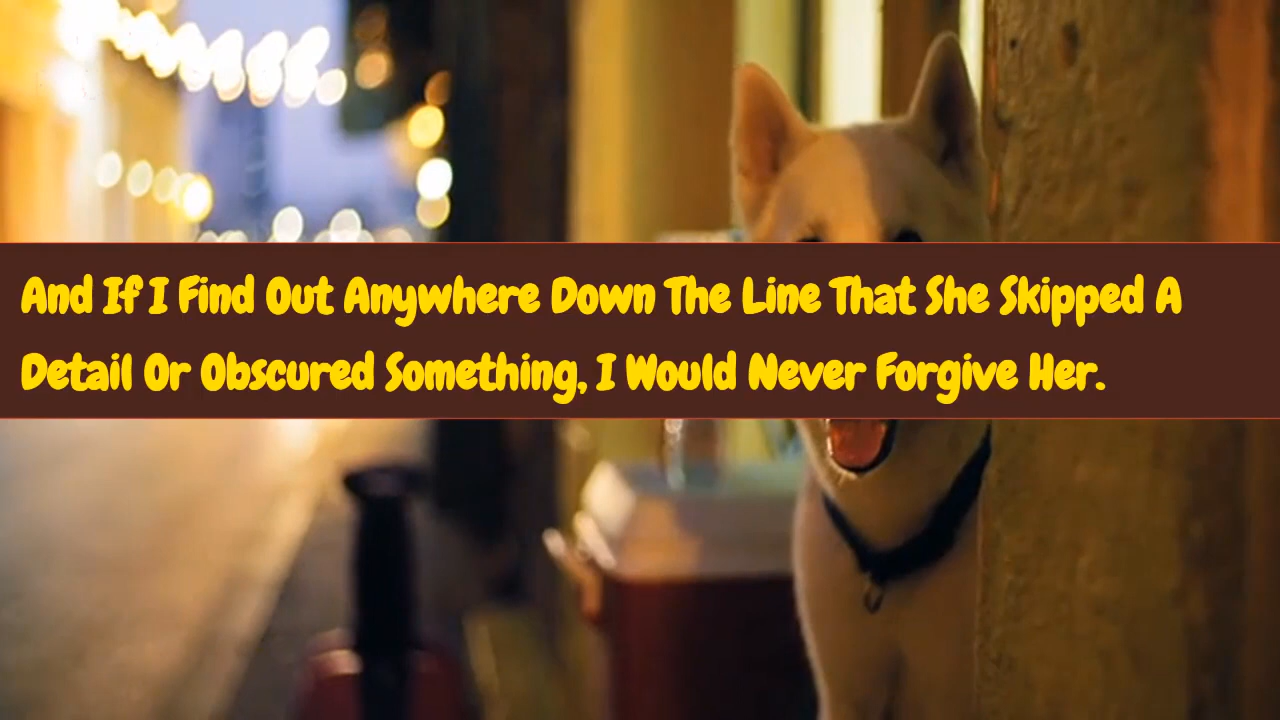 And If I Find Out Anywhere Down The Line That She Skipped A
Detail Or Obscured Something, I Would Never Forgive Her.